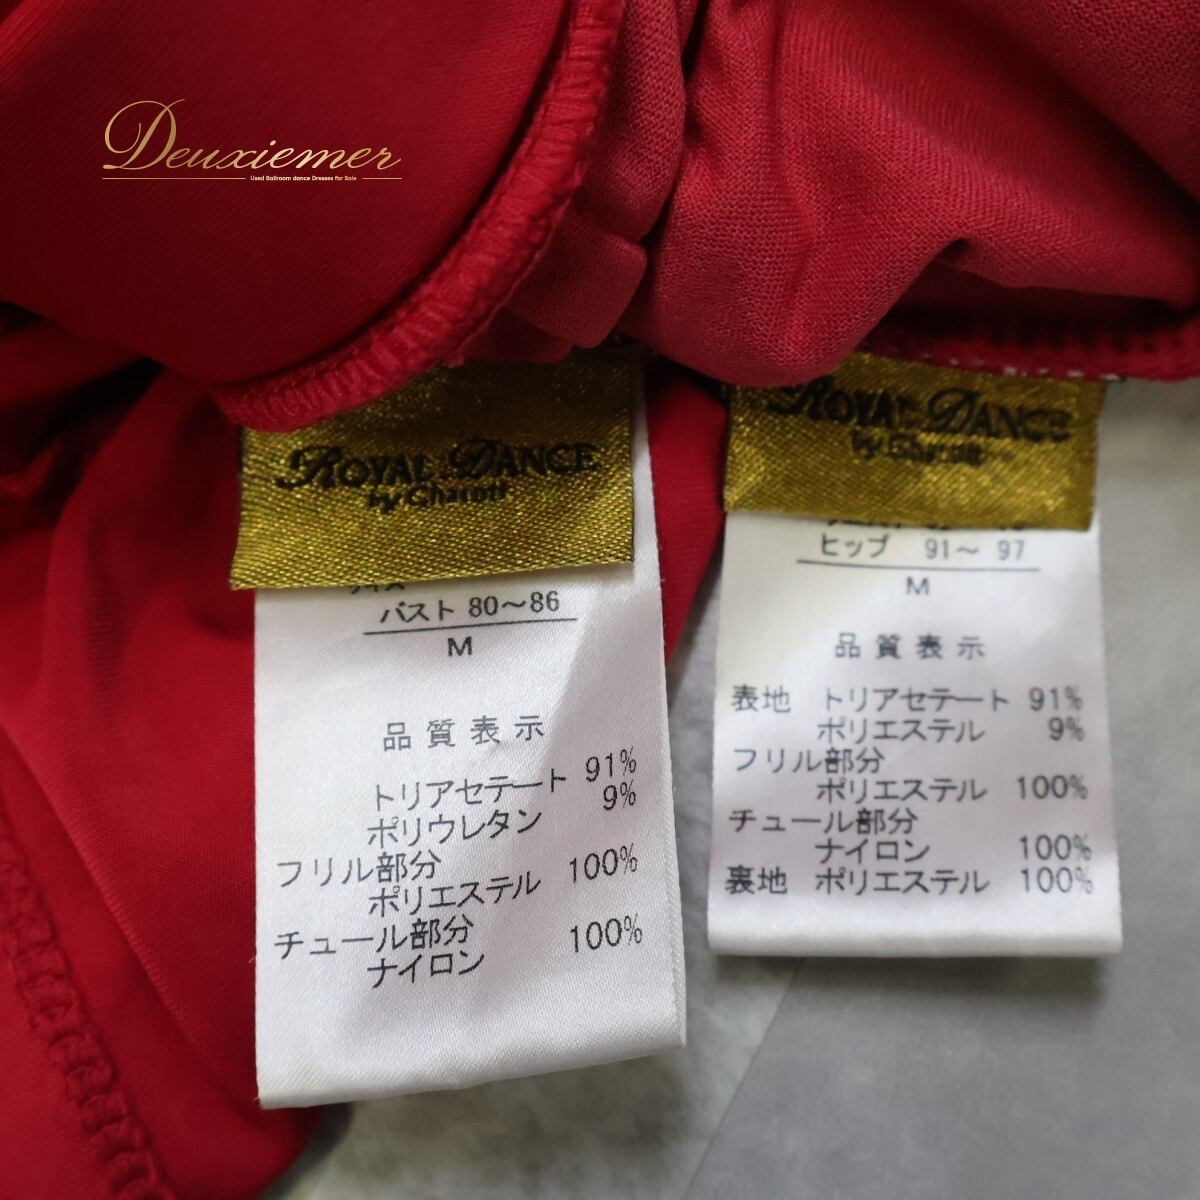 Deuxiemer
Used Ballroom dance Dresses for Sale
ROYAL DANCE
by Chacott
サイズ
バスト 80〜86
M
品質表示
トリアセテート 91%
ポリウレタン 9%
フリル部分
ポリエステル 100%
チュール部分
ナイロン 100%
ROYAL DANCE
by Chacott
ヒップ 91〜 97
M
品質表示
表地 トリアセテート 91%
ポリエステル 9%
フリル部分
ポリエステル 100%
チュール部分
ナイロン 100%
裏地 ポリエステル 100%